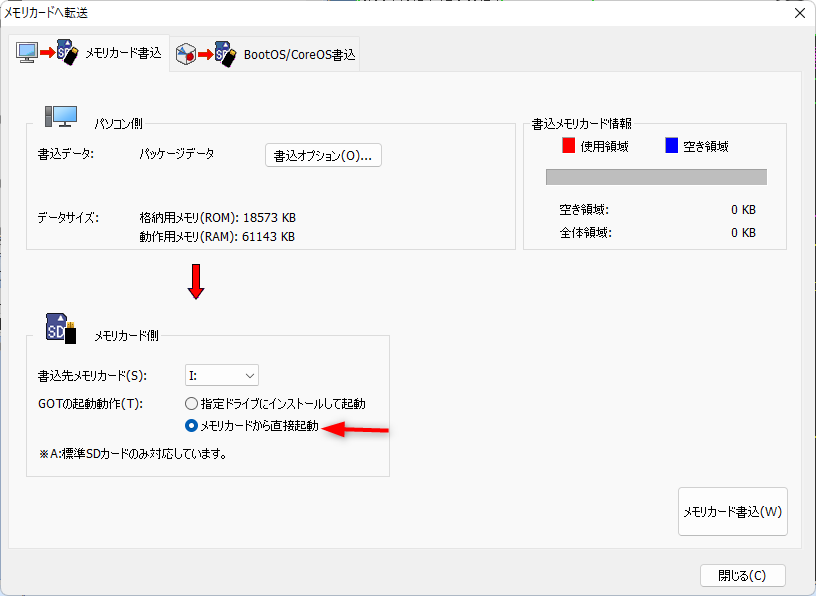 メモリカードへ転送
メモリカード書込
BootOS/CoreOS書込
パソコン側
書込データ: パッケージデータ
書込オプション(O)...
データサイズ: 格納用メモリ(ROM): 18573 KB
動作用メモリ(RAM): 61143 KB
書込メモリカード情報
使用領域 空き領域
空き領域: 0 KB
全体領域: 0 KB
SD
メモリカード側
書込先メモリカード(S): I:
GOTの起動動作(T): 指定ドライブにインストールして起動
メモリカードから直接起動
※A:標準SDカードのみ対応しています。
メモリカード書込(W)
閉じる(C)